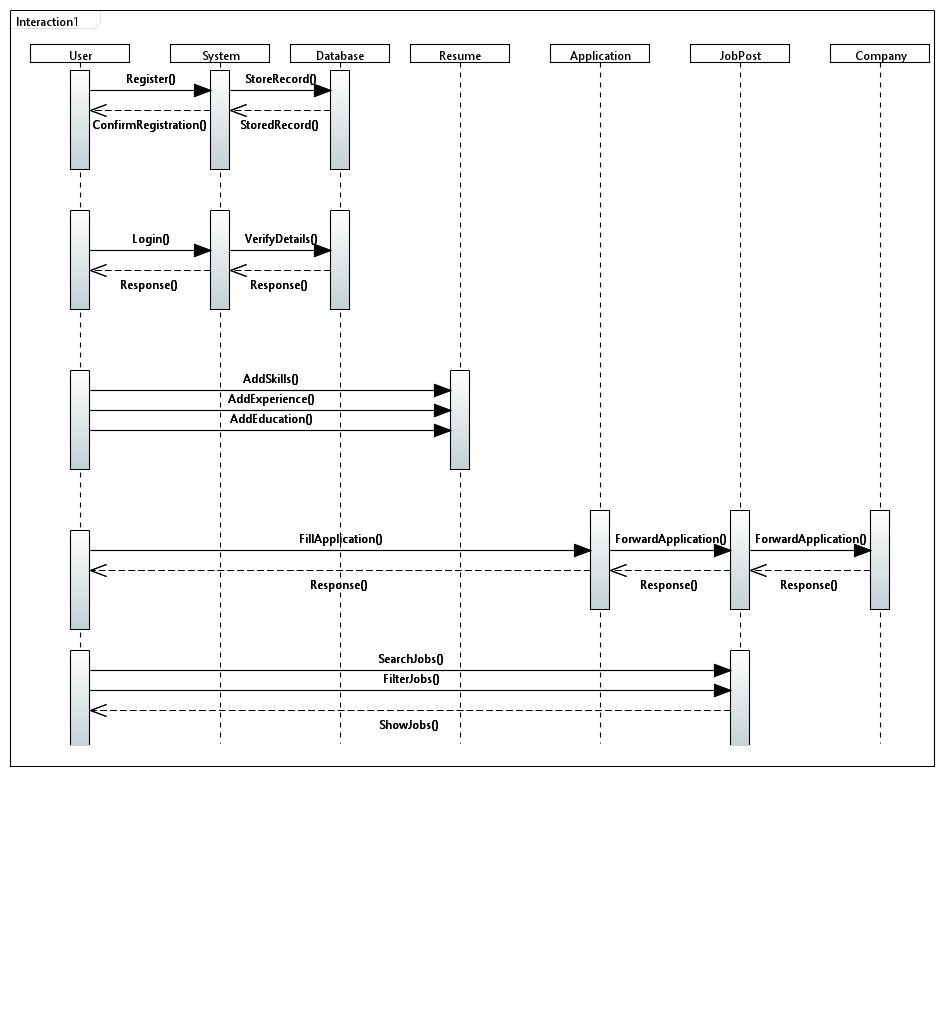 Interaction1
User System Database Resume Application JobPost Company
Register() StoreRecord()
ConfirmRegistration() StoredRecord()
Login() VerifyDetails()
Response() Response()
AddSkills()
AddExperience()
AddEducation()
FillApplication() ForwardApplication() ForwardApplication()
Response() Response() Response()
SearchJobs()
FilterJobs()
ShowJobs()